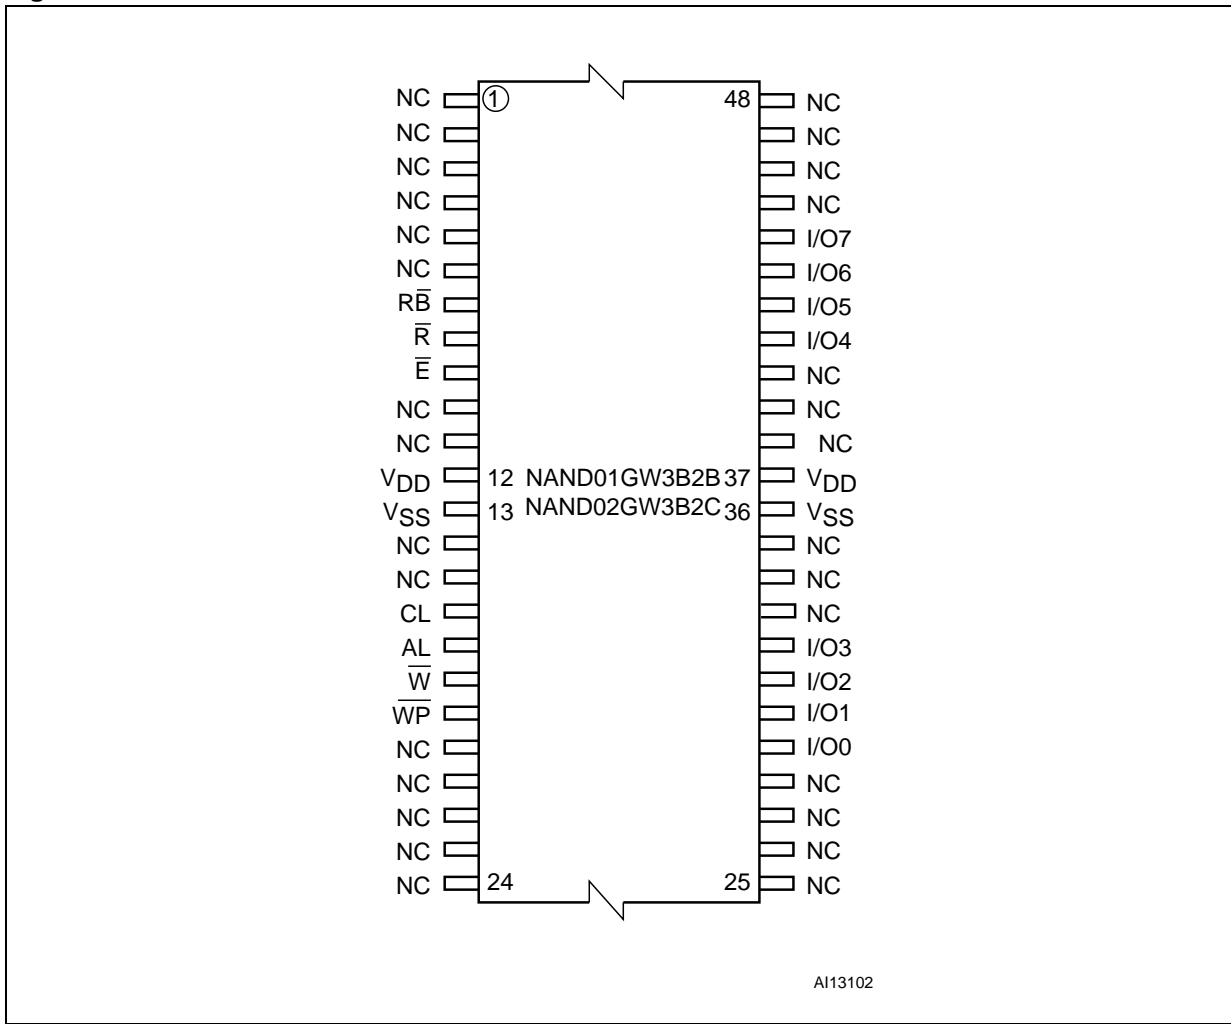 NC 1 48 NC
NC NC
NC NC
NC NC
NC I/O7
NC I/O6
RB̅ I/O5
R̅ I/O4
E̅ NC
NC NC
NC NC
VDD 12 NAND01GW3B2B 37 VDD
VSS 13 NAND02GW3B2C 36 VSS
NC NC
NC NC
CL NC
AL I/O3
W̅ I/O2
W̅P̅ I/O1
NC I/O0
NC NC
NC NC
NC NC
NC 24 25 NC
AI13102